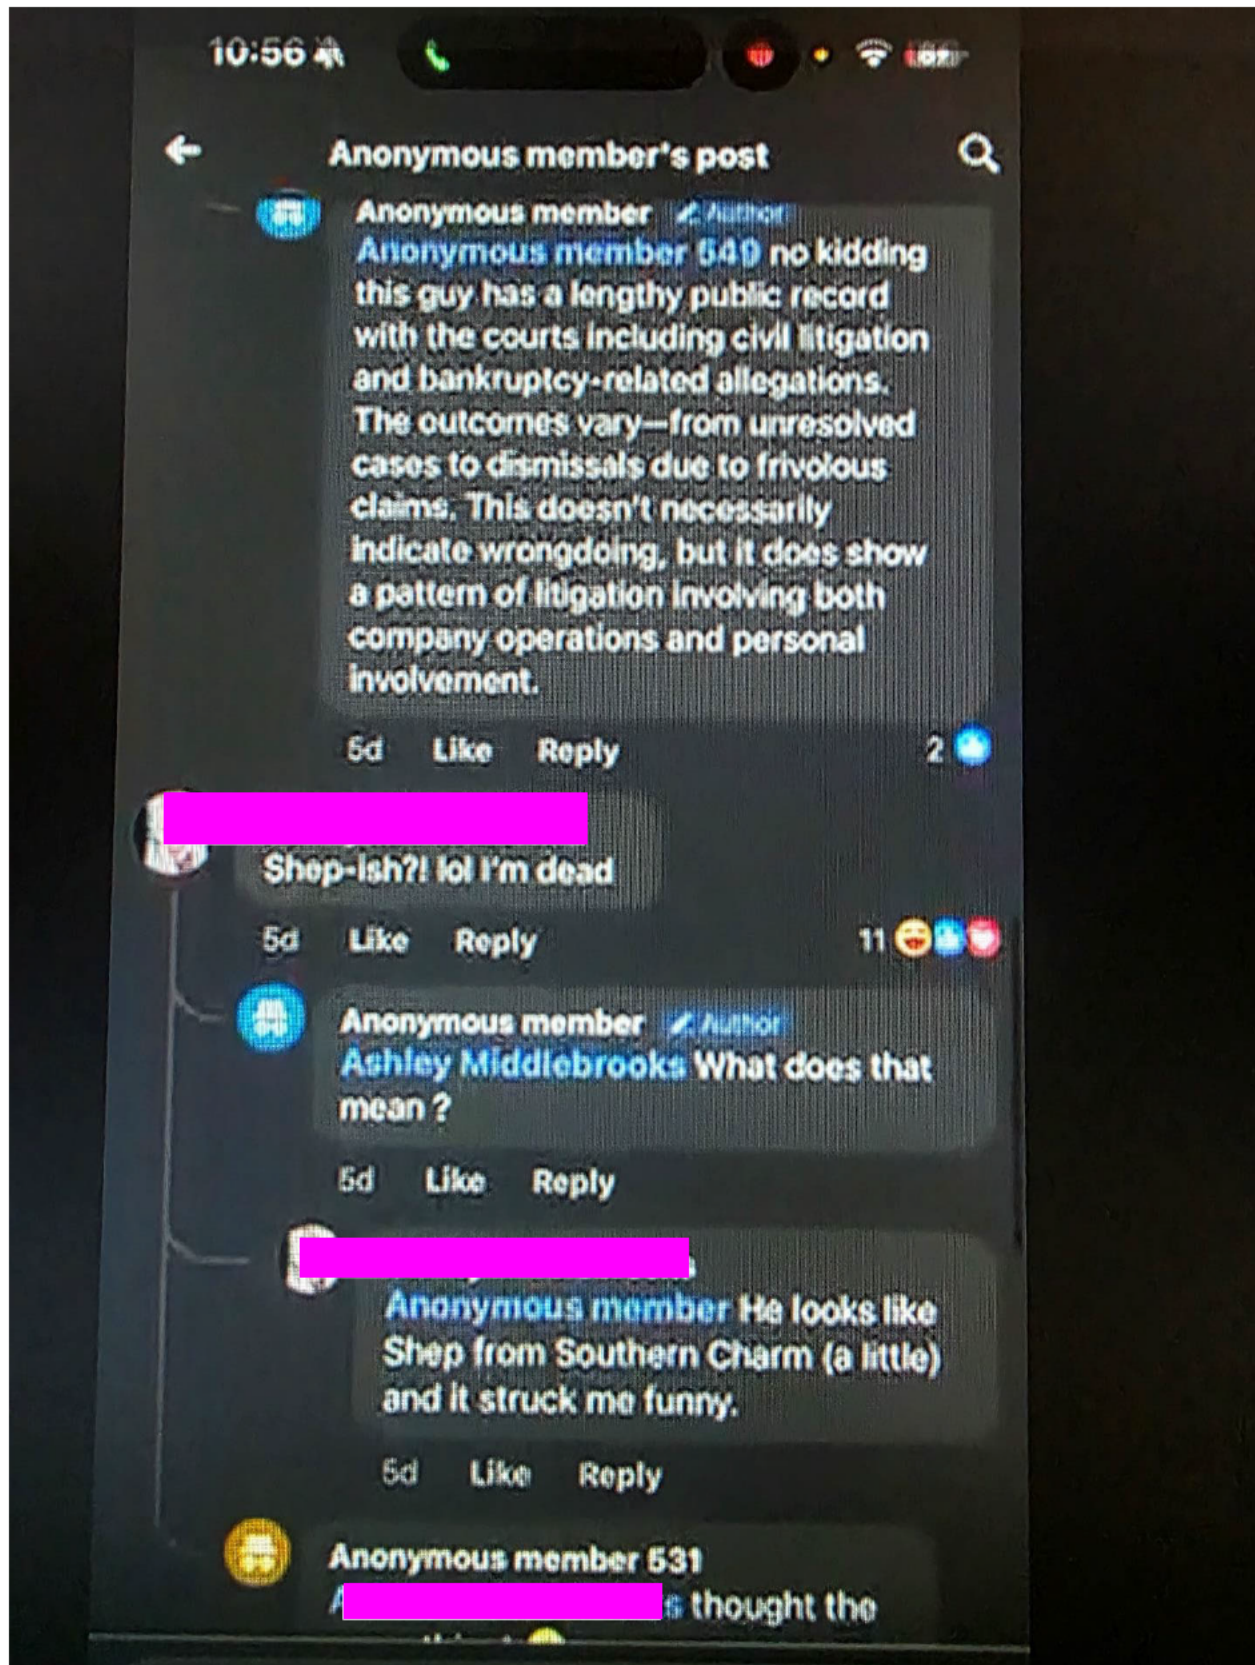 10:56
Anonymous member's post
Anonymous member Author
Anonymous member 549 no kidding
this guy has a lengthy public record
with the courts including civil litigation
and bankruptcy-related allegations.
The outcomes vary—from unresolved
cases to dismissals due to frivolous
claims. This doesn't necessarily
indicate wrongdoing, but it does show
a pattern of litigation involving both
company operations and personal
involvement.
5d Like Reply 2
Shep-ish?! lol I'm dead
5d Like Reply 11
Anonymous member Author
Ashley Middlebrooks What does that
mean ?
5d Like Reply
Anonymous member He looks like
Shep from Southern Charm (a little)
and it struck me funny.
5d Like Reply
Anonymous member 531
thought the